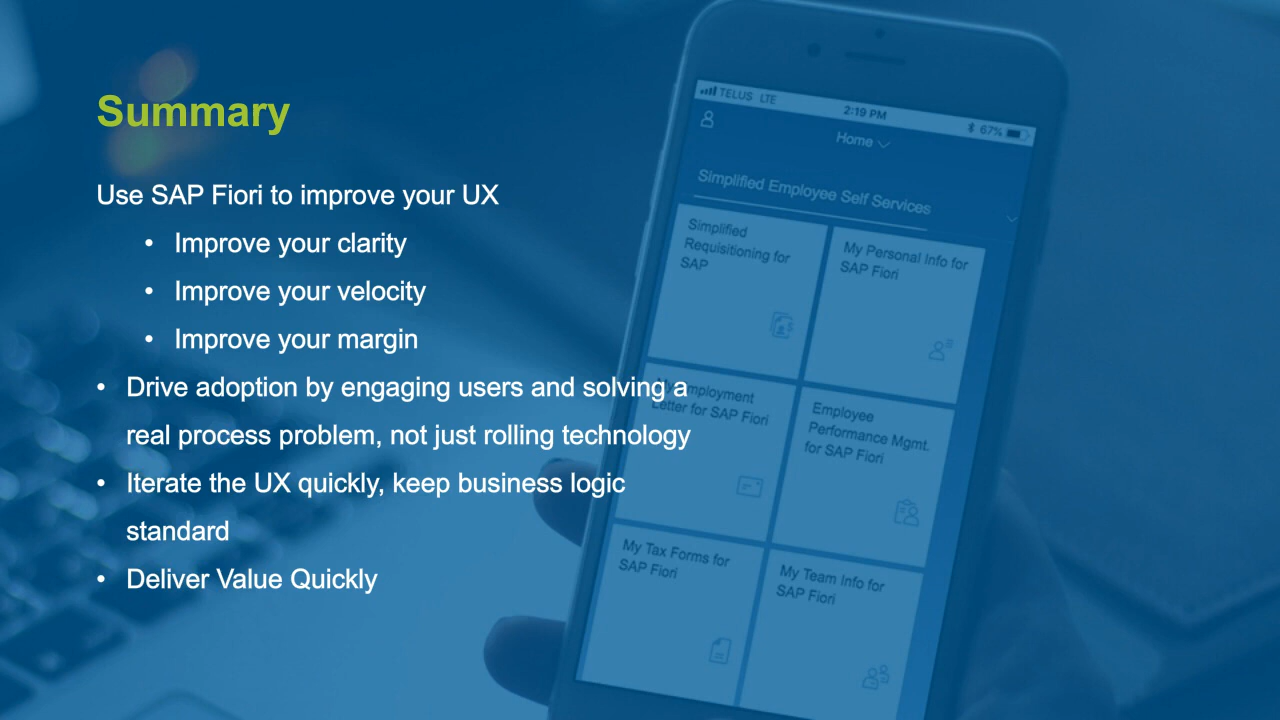 Summary
Use SAP Fiori to improve your UX
• Improve your clarity
• Improve your velocity
• Improve your margin
• Drive adoption by engaging users and solving a
real process problem, not just rolling technology
• Iterate the UX quickly, keep business logic
standard
• Deliver Value Quickly
TELUS LTE
2:19 PM
67%
Home
Simplified Employee Self Services
Simplified
Requisitioning for
SAP
My Personal Info for
SAP Fiori
My Employment
Letter for SAP Fiori
Employee
Performance Mgmt.
for SAP Fiori
My Tax Forms for
SAP Fiori
My Team Info for
SAP Fiori